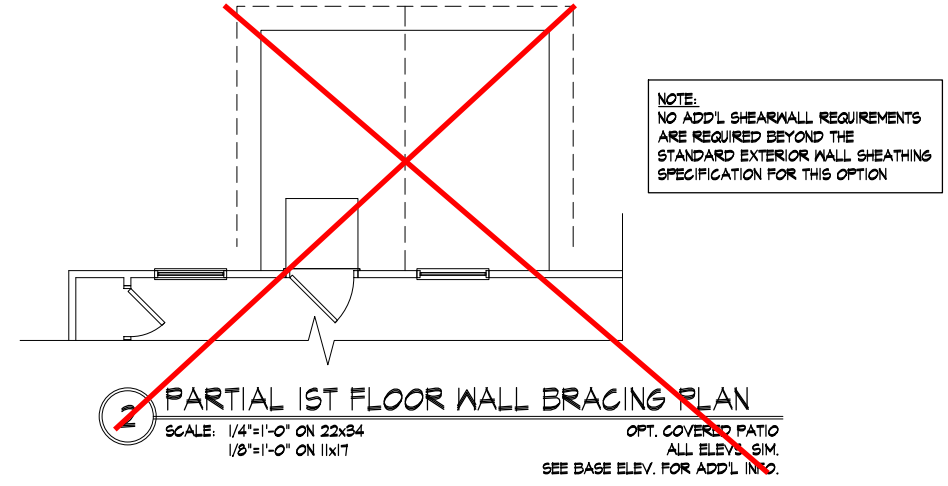 NOTE:
NO ADD'L SHEARWALL REQUIREMENTS
ARE REQUIRED BEYOND THE
STANDARD EXTERIOR WALL SHEATHING
SPECIFICATION FOR THIS OPTION
2
PARTIAL 1ST FLOOR WALL BRACING PLAN
SCALE: 1/4"=1'-0" ON 22x34
1/8"=1'-0" ON 11x17
OPT. COVERED PATIO
ALL ELEVS. SIM.
SEE BASE ELEV. FOR ADD'L INFO.